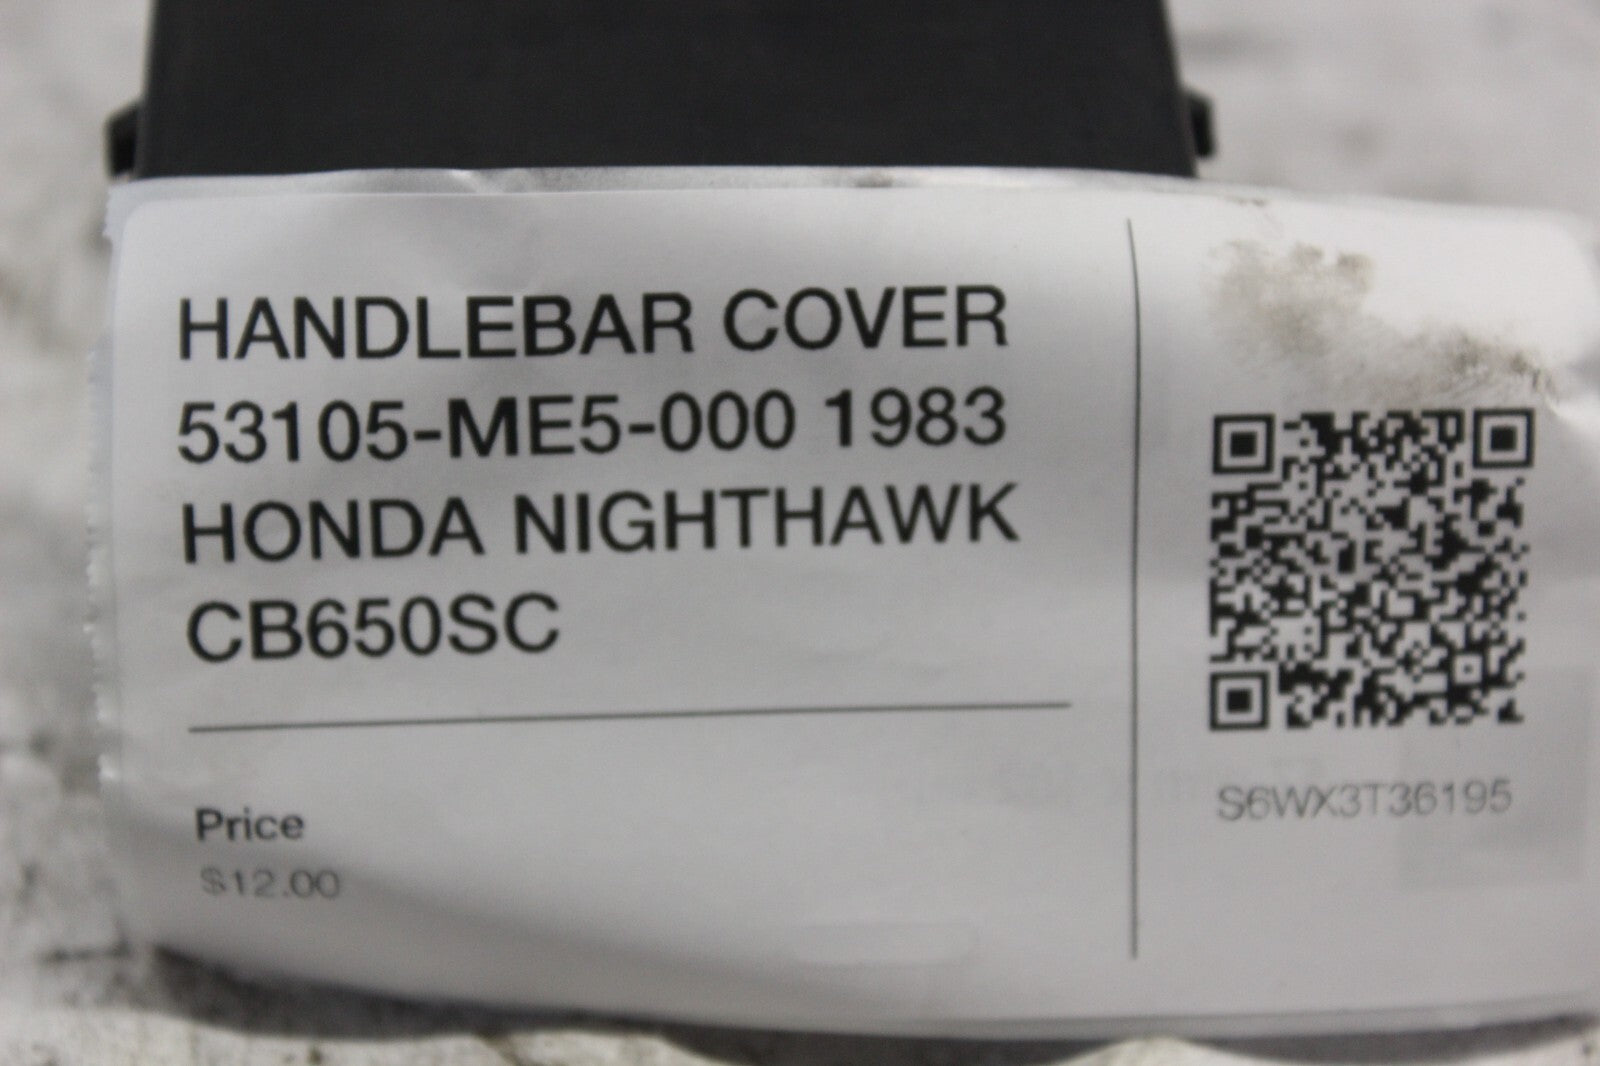 HANDLEBAR COVER
53105-ME5-000 1983
HONDA NIGHTHAWK
CB650SC
Price
$12.00
S6WX3T36195